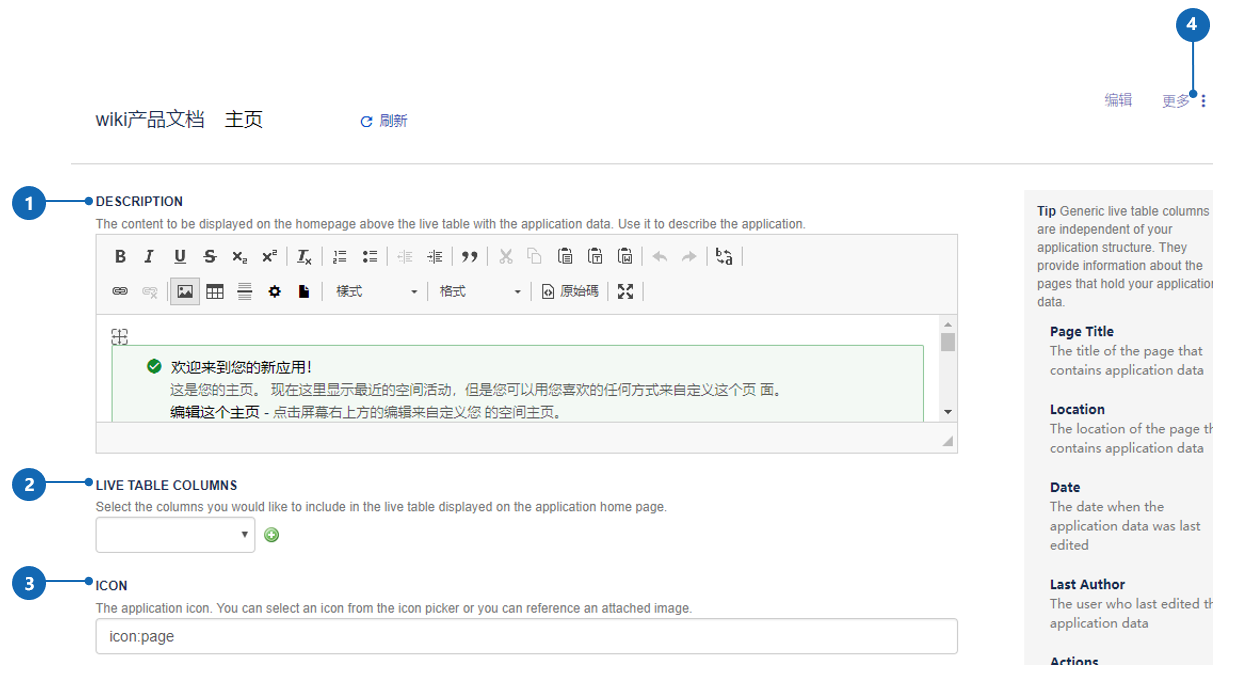 4
编辑 更多
wiki产品文档 主页 刷新
1 DESCRIPTION
The content to be displayed on the homepage above the live table with the application data. Use it to describe the application.
B I U S x₂ x² Tx
樣式 格式 原始碼
欢迎来到您的新应用!
这是您的主页。 现在这里显示最近的空间活动，但是您可以用您喜欢的任何方式来自定义这个页 面。
编辑这个主页 - 点击屏幕右上方的编辑来自定义您 的空间主页。
2 LIVE TABLE COLUMNS
Select the columns you would like to include in the live table displayed on the application home page.
3 ICON
The application icon. You can select an icon from the icon picker or you can reference an attached image.
icon:page
Tip Generic live table columns
are independent of your
application structure. They
provide information about the
pages that hold your application
data.
Page Title
The title of the page that
contains application data
Location
The location of the page th
contains application data
Date
The date when the
application data was last
edited
Last Author
The user who last edited th
application data
Actions